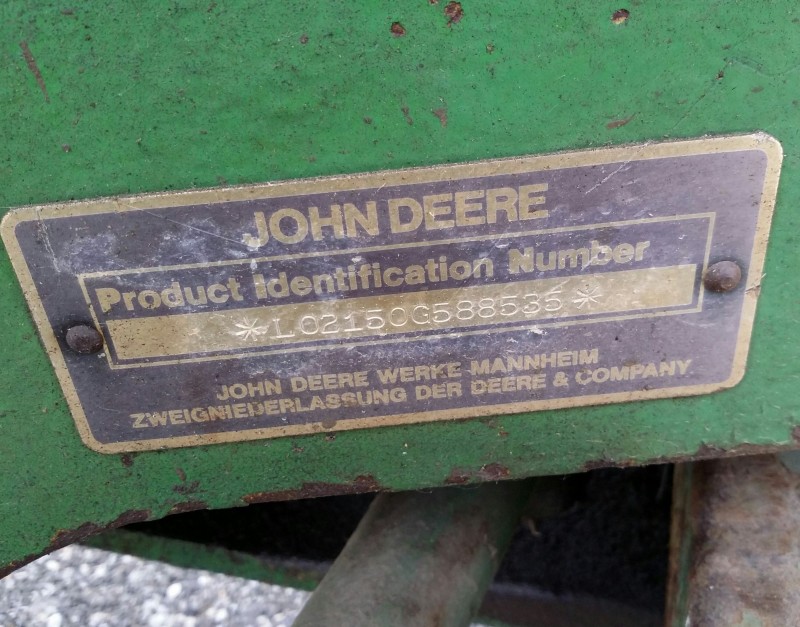 JOHN DEERE
Product Identification Number
*L02150G588535*
JOHN DEERE WERKE MANNHEIM
ZWEIGNIEDERLASSUNG DER DEERE & COMPANY